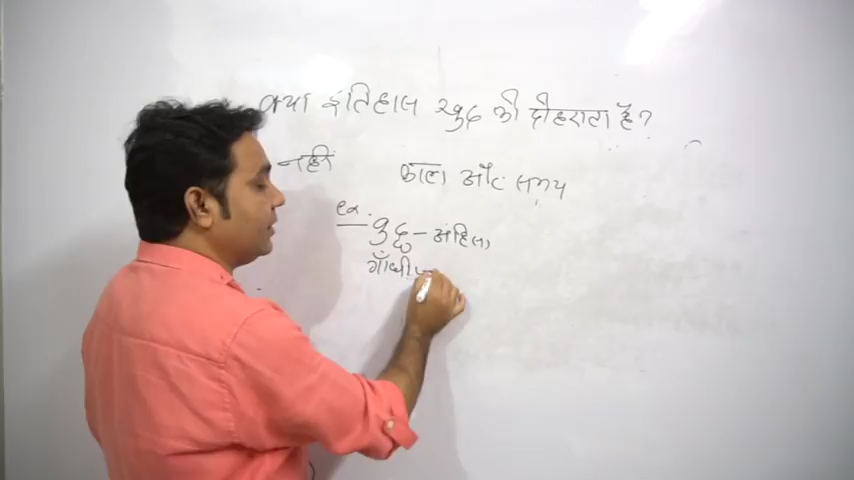 क्या इतिहास खुद को दोहराता है?
नहीं काल और समय
ex. बुद्ध - अहिंसा
गाँधी